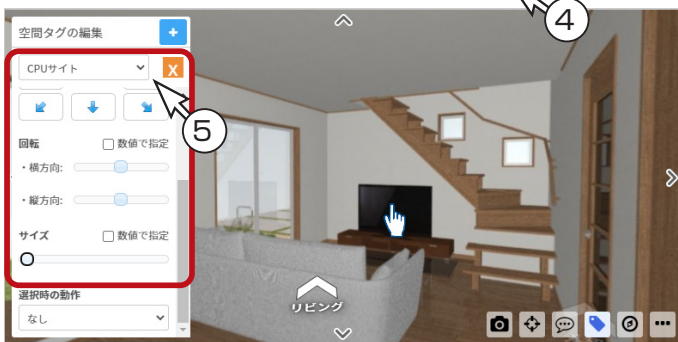 ④
空間タグの編集
+
CPUサイト
X
⑤
回転
数値で指定
・横方向:
・縦方向:
サイズ
数値で指定
選択時の動作
なし
リビング